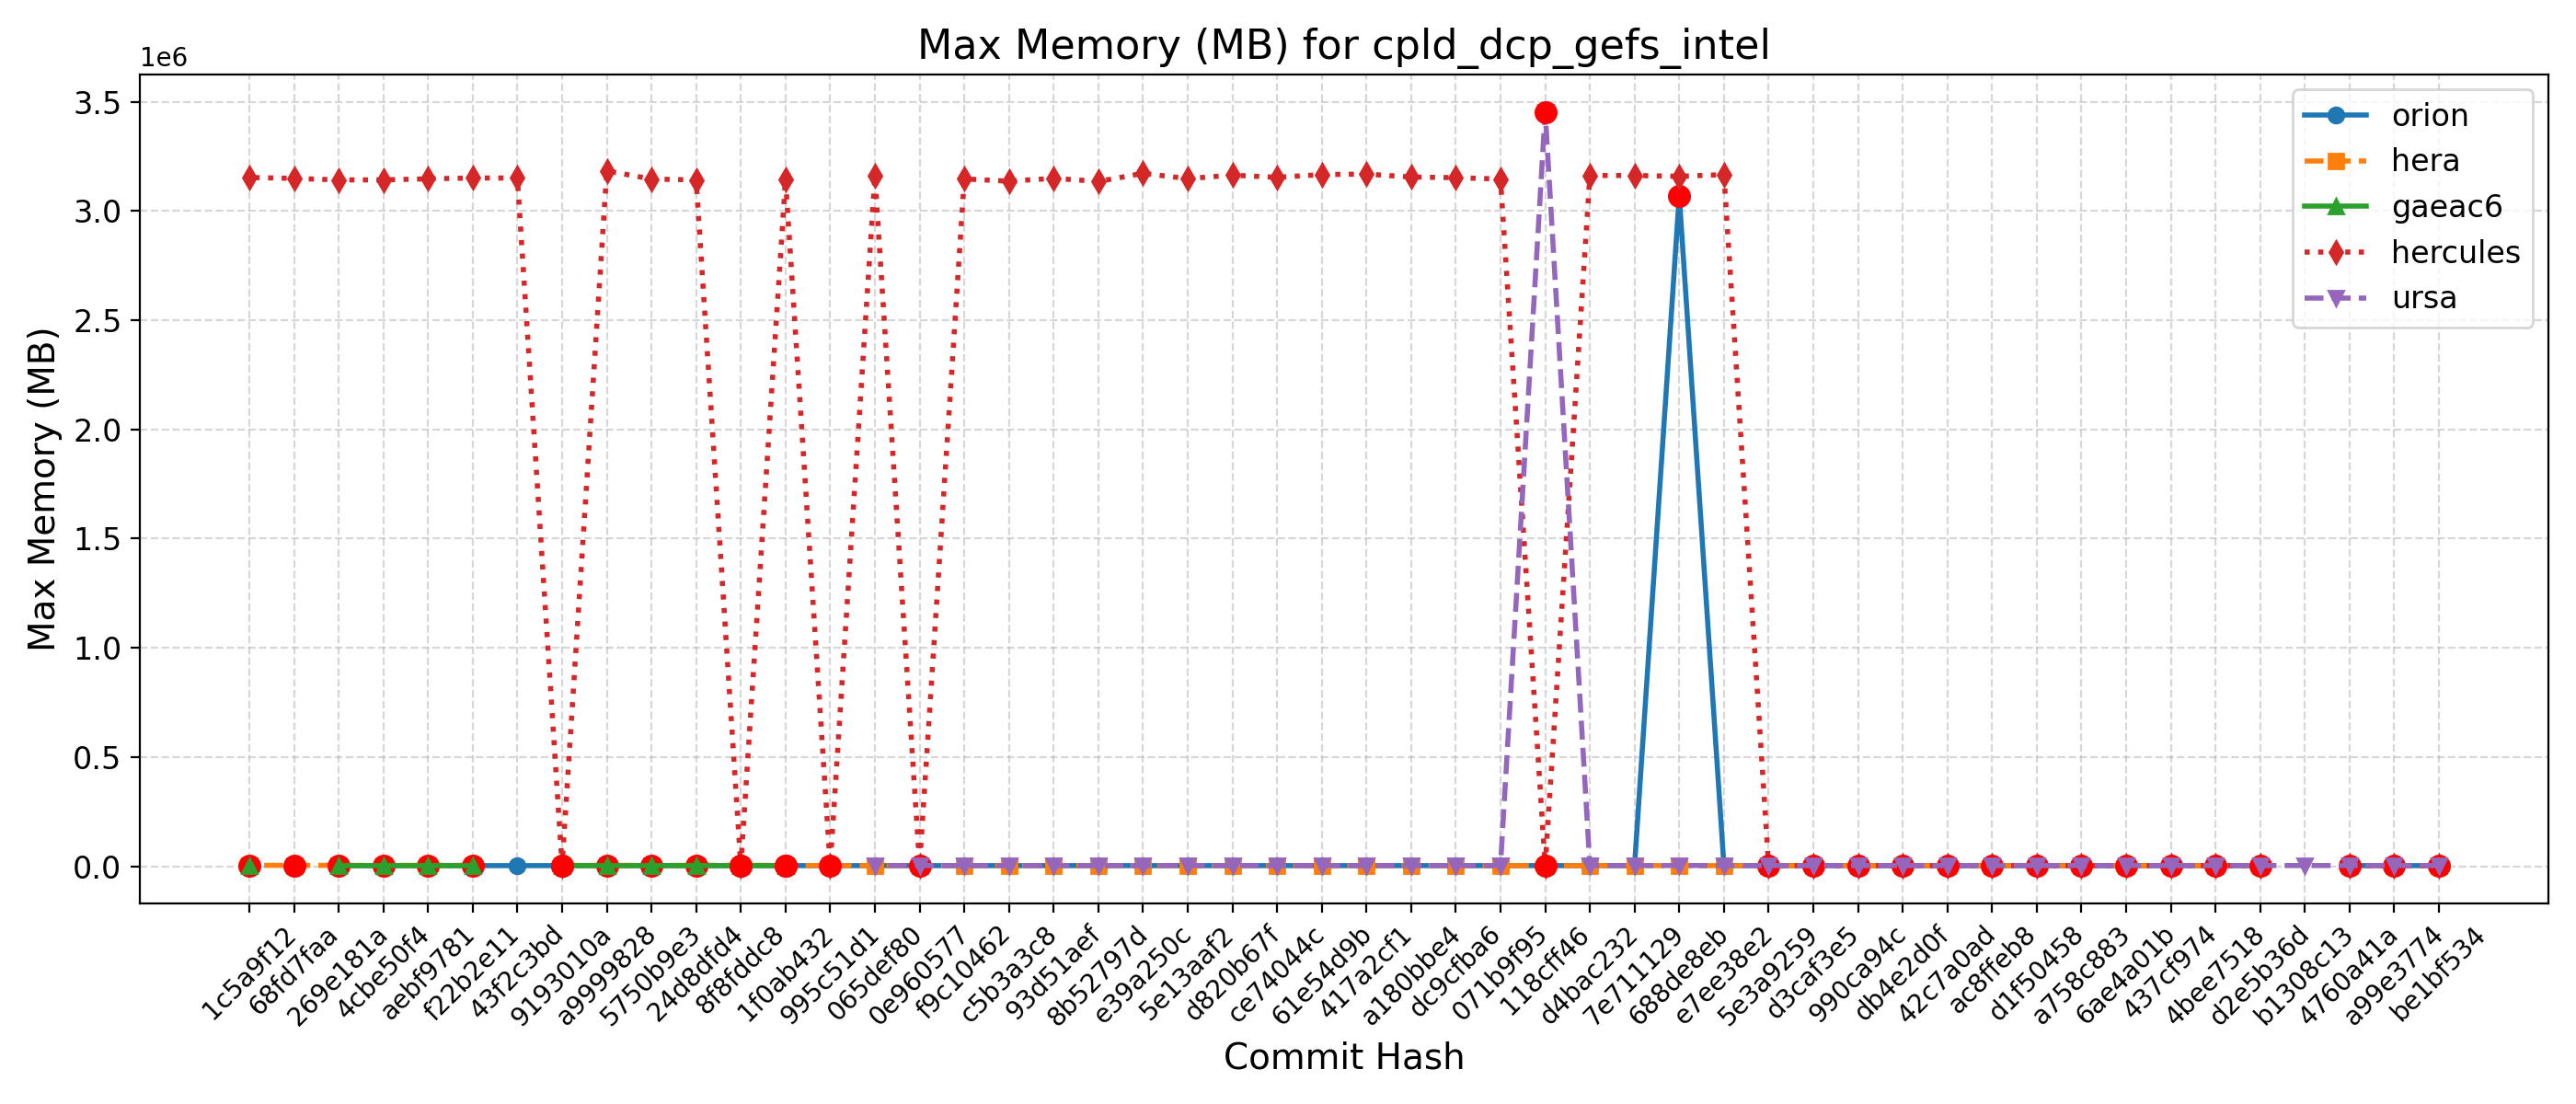 Max Memory (MB) for cpld_dcp_gefs_intel
1e6
3.5
3.0
2.5
2.0
1.5
1.0
0.5
0.0
Max Memory (MB)
orion
hera
gaeac6
hercules
ursa
1c5a9f12
68fd7faa
269e181a
4cbe50f4
aebf9781
f22b2e11
43f2c3bd
9193010a
a9999828
5750b9e3
24d8dfd4
8f8fddc8
1f0ab432
995c51d1
065def80
0e960577
f9c10462
c5b3a3c8
93d51aef
8b52797d
e39a250c
5e13aaf2
d820b67f
ce74044c
61e54d9b
417a2cf1
a180bbe4
dc9cfba6
071b9f95
118cff46
d4bac232
7e711129
688de8eb
e7ee38e2
5e3a9259
d3caf3e5
990ca94c
db4e2d0f
42c7a0ad
ac8ffeb8
d1f50458
a758c883
6ae4a01b
437cf974
4bee7518
d2e5b36d
b1308c13
4760a41a
a99e3774
be1bf534
Commit Hash